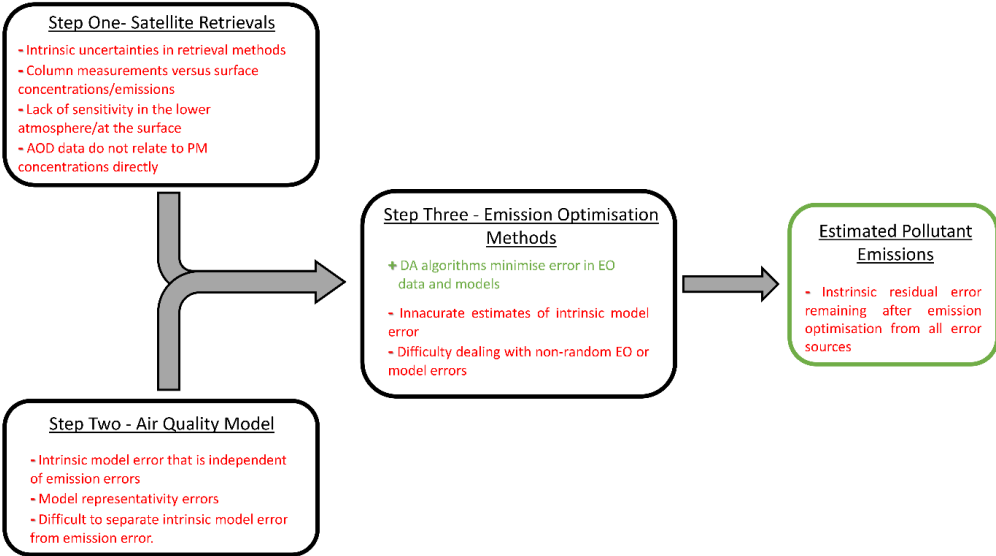 Step One- Satellite Retrievals
- Intrinsic uncertainties in retrieval methods
- Column measurements versus surface
concentrations/emissions
- Lack of sensitivity in the lower
atmosphere/at the surface
- AOD data do not relate to PM
concentrations directly
Step Two - Air Quality Model
- Intrinsic model error that is independent
of emission errors
- Model representativity errors
- Difficult to separate intrinsic model error
from emission error.
Step Three - Emission Optimisation
Methods
+ DA algorithms minimise error in EO
data and models
- Innacurate estimates of intrinsic model
error
- Difficulty dealing with non-random EO or
model errors
Estimated Pollutant
Emissions
- Instrinsic residual error
remaining after emission
optimisation from all error
sources